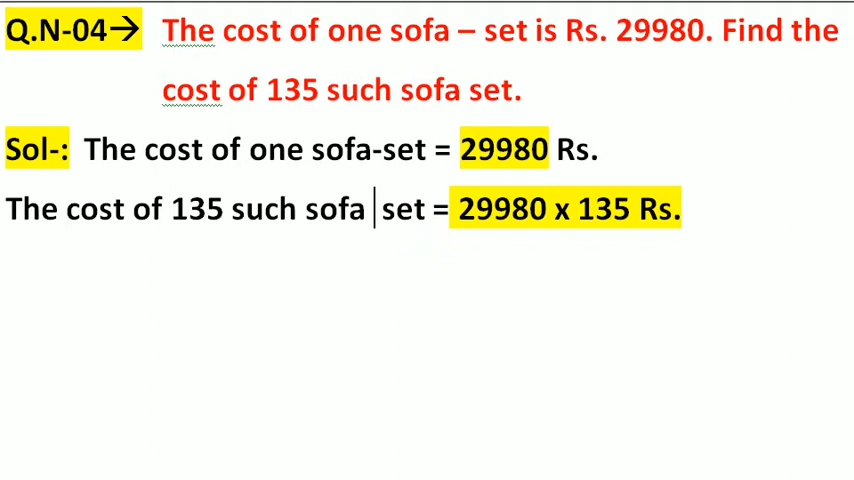 Q.N-04→ The cost of one sofa – set is Rs. 29980. Find the
cost of 135 such sofa set.
Sol-: The cost of one sofa-set = 29980 Rs.
The cost of 135 such sofa set = 29980 x 135 Rs.